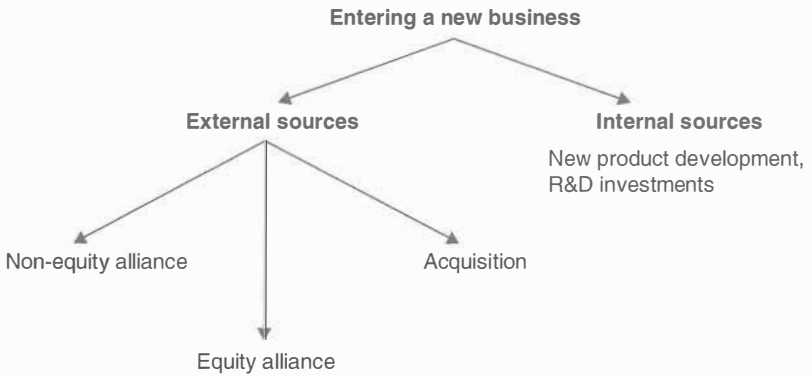 Entering a new business
External sources
Internal sources
New product development,
R&D investments
Non-equity alliance
Acquisition
Equity alliance